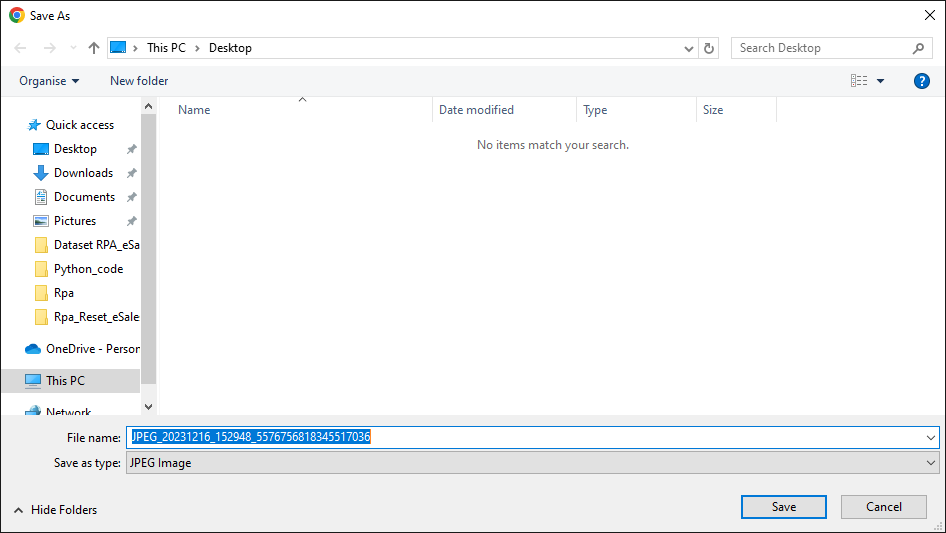 Save As
This PC
Desktop
Search Desktop
Organise
New folder
?
Name
Date modified
Type
Size
No items match your search.
Quick access
Desktop
Downloads
Documents
Pictures
Dataset RPA_eSa
Python_code
Rpa
Rpa_Reset_eSale
OneDrive - Person
This PC
Network
File name: JPEG_20231216_152948_5576756818345517036
Save as type: JPEG Image
Hide Folders
Save
Cancel